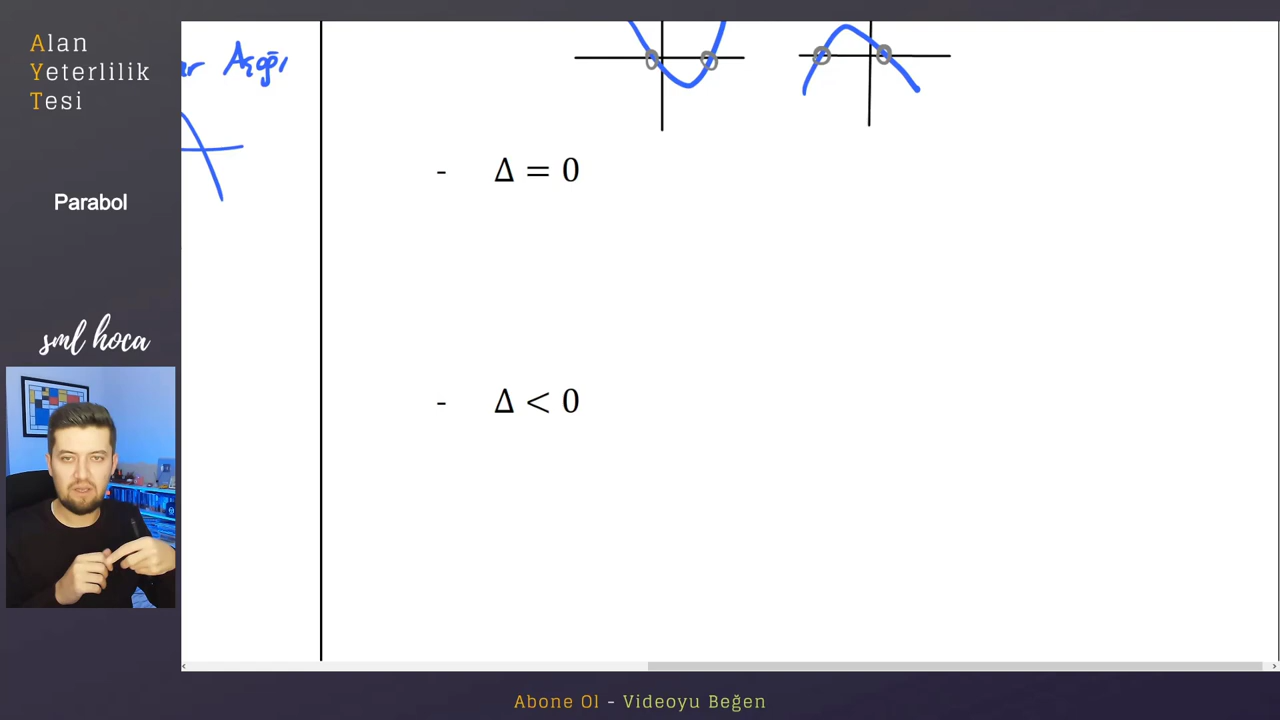 Alan
Yeterlilik
Tesi
Parabol
sml hoca
Aşağı
- Δ = 0
- Δ < 0
Abone Ol - Videoyu Beğen